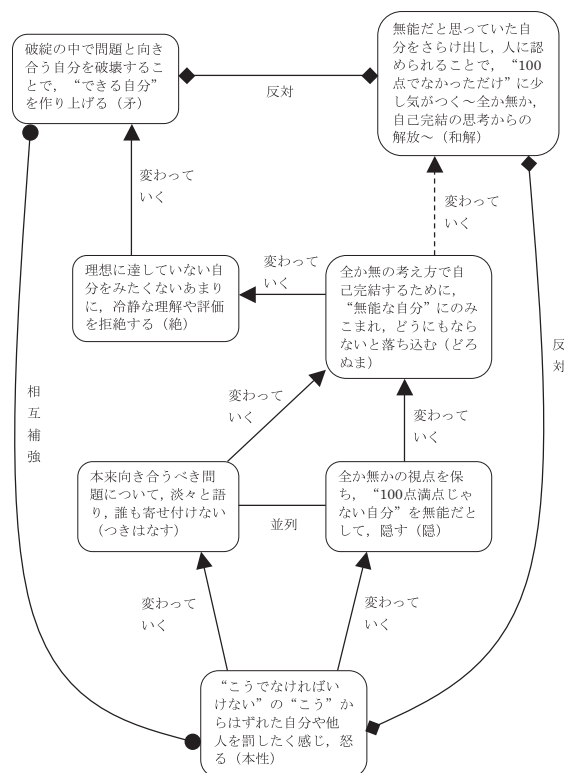 破綻の中で問題と向き
合う自分を破壊するこ
とで，“できる自分”
を作り上げる（矛）
反対
無能だと思っていた自
分をさらけ出し，人に認
められることで，“100
点でなかっただけ”に少
し気がつく～全か無か，
自己完結の思考からの
解放～（和解）
変わって
いく
変わって
いく
理想に達していない自
分をみたくないあまり
に，冷静な理解や評価
を拒絶する（絶）
変わって
いく
全か無の考え方で自
己完結するために，
“無能な自分”にのみ
こまれ，どうにもなら
ないと落ち込む（どろ
ぬま）
反
対
相
互
補
強
変わって
いく
変わって
いく
本来向き合うべき問
題について，淡々と語
り，誰も寄せ付けない
（つきはなす）
並列
全か無かの視点を保
ち，“100点満点じゃ
ない自分”を無能だと
して，隠す（隠）
変わって
いく
変わって
いく
“こうでなければい
けない”の“こう”か
らはずれた自分や他
人を罰したく感じ，怒
る（本性）